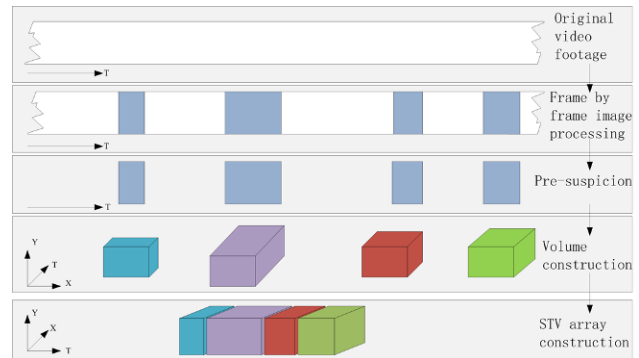 Original
video
footage
T
Frame by
frame image
processing
T
Pre-suspicion
T
Y
T
X
Volume
construction
Y
X
T
STV array
construction